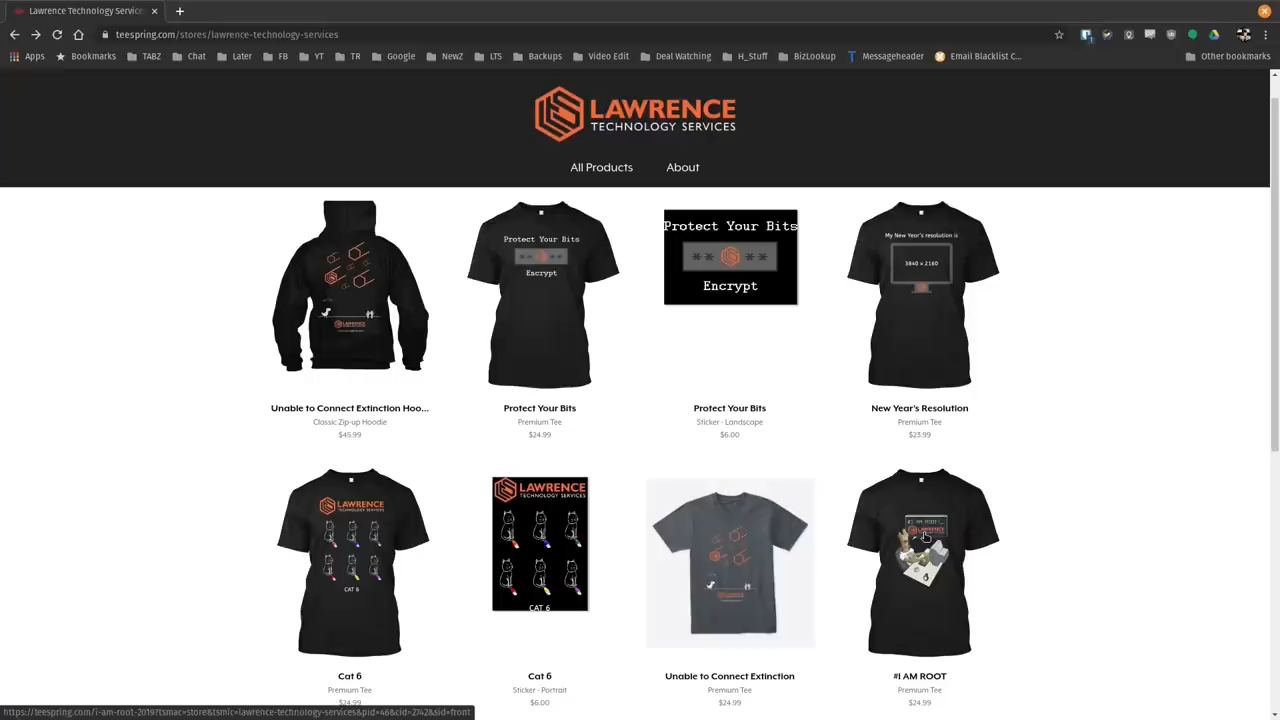 Lawrence Technology Services
teespring.com/stores/lawrence-technology-services
Apps Bookmarks TABZ Chat Later FB YT TR Google NewZ LTS Backups Video Edit Deal Watching H_Stuff BizLookup Messageheader Email Blacklist C... Other bookmarks
LAWRENCE
TECHNOLOGY SERVICES
All Products About
Protect Your Bits
Encrypt
Protect Your Bits
* * * *
Encrypt
My New Year's resolution is
3840 x 2160
Unable to Connect Extinction Hoo...
Classic Zip-up Hoodie
$45.99
Protect Your Bits
Premium Tee
$24.99
Protect Your Bits
Sticker - Landscape
$6.00
New Year's Resolution
Premium Tee
$23.99
LAWRENCE
TECHNOLOGY SERVICES
CAT 6
LAWRENCE
TECHNOLOGY SERVICES
CAT 6
Cat 6
Premium Tee
$24.99
Cat 6
Sticker - Portrait
$6.00
Unable to Connect Extinction
Premium Tee
$24.99
#I AM ROOT
Premium Tee
$24.99
https://teespring.com/i-am-root-2019?tsmac=store&tsmic=lawrence-technology-services&pid=46&cid=2742&sid=front